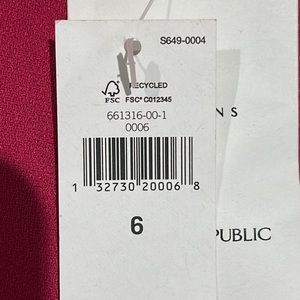 S649-0004
RECYCLED
FSC
FSC® C012345
661316-00-1
0006
1 32730 20006 8
6
N S
PUBLIC